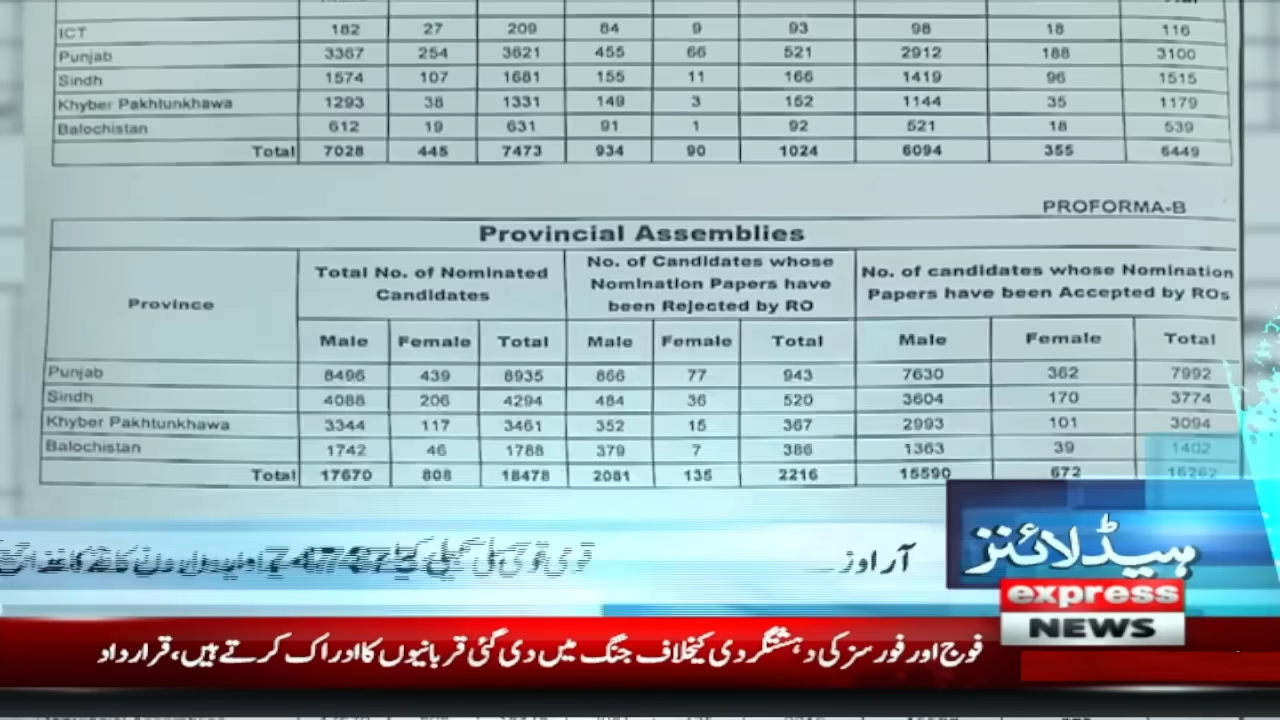 ICT 182 27 209 84 9 93 98 18 116
Punjab 3367 254 3621 455 66 521 2912 188 3100
Sindh 1574 107 1681 155 11 166 1419 96 1515
Khyber Pakhtunkhawa 1293 38 1331 149 3 152 1144 35 1179
Balochistan 612 19 631 91 1 92 521 18 539
Total 7028 445 7473 934 90 1024 6094 355 6449
PROFORMA-B
Provincial Assemblies
Province
Total No. of Nominated Candidates
No. of Candidates whose Nomination Papers have been Rejected by RO
No. of candidates whose Nomination Papers have been Accepted by ROs
Male Female Total Male Female Total Male Female Total
Punjab 8496 439 8935 866 77 943 7630 362 7992
Sindh 4088 206 4294 484 36 520 3604 170 3774
Khyber Pakhtunkhawa 3344 117 3461 352 15 367 2993 101 3094
Balochistan 1742 46 1788 379 7 386 1363 39 1402
Total 17670 808 18478 2081 135 2216 15590 672 16262
آر اوز
ہیڈلائنز
express
NEWS
فوج اور فورسز کی دہشتگردی کیخلاف جنگ میں دی گئی قربانیوں کا ادراک کرتے ہیں، قرارداد